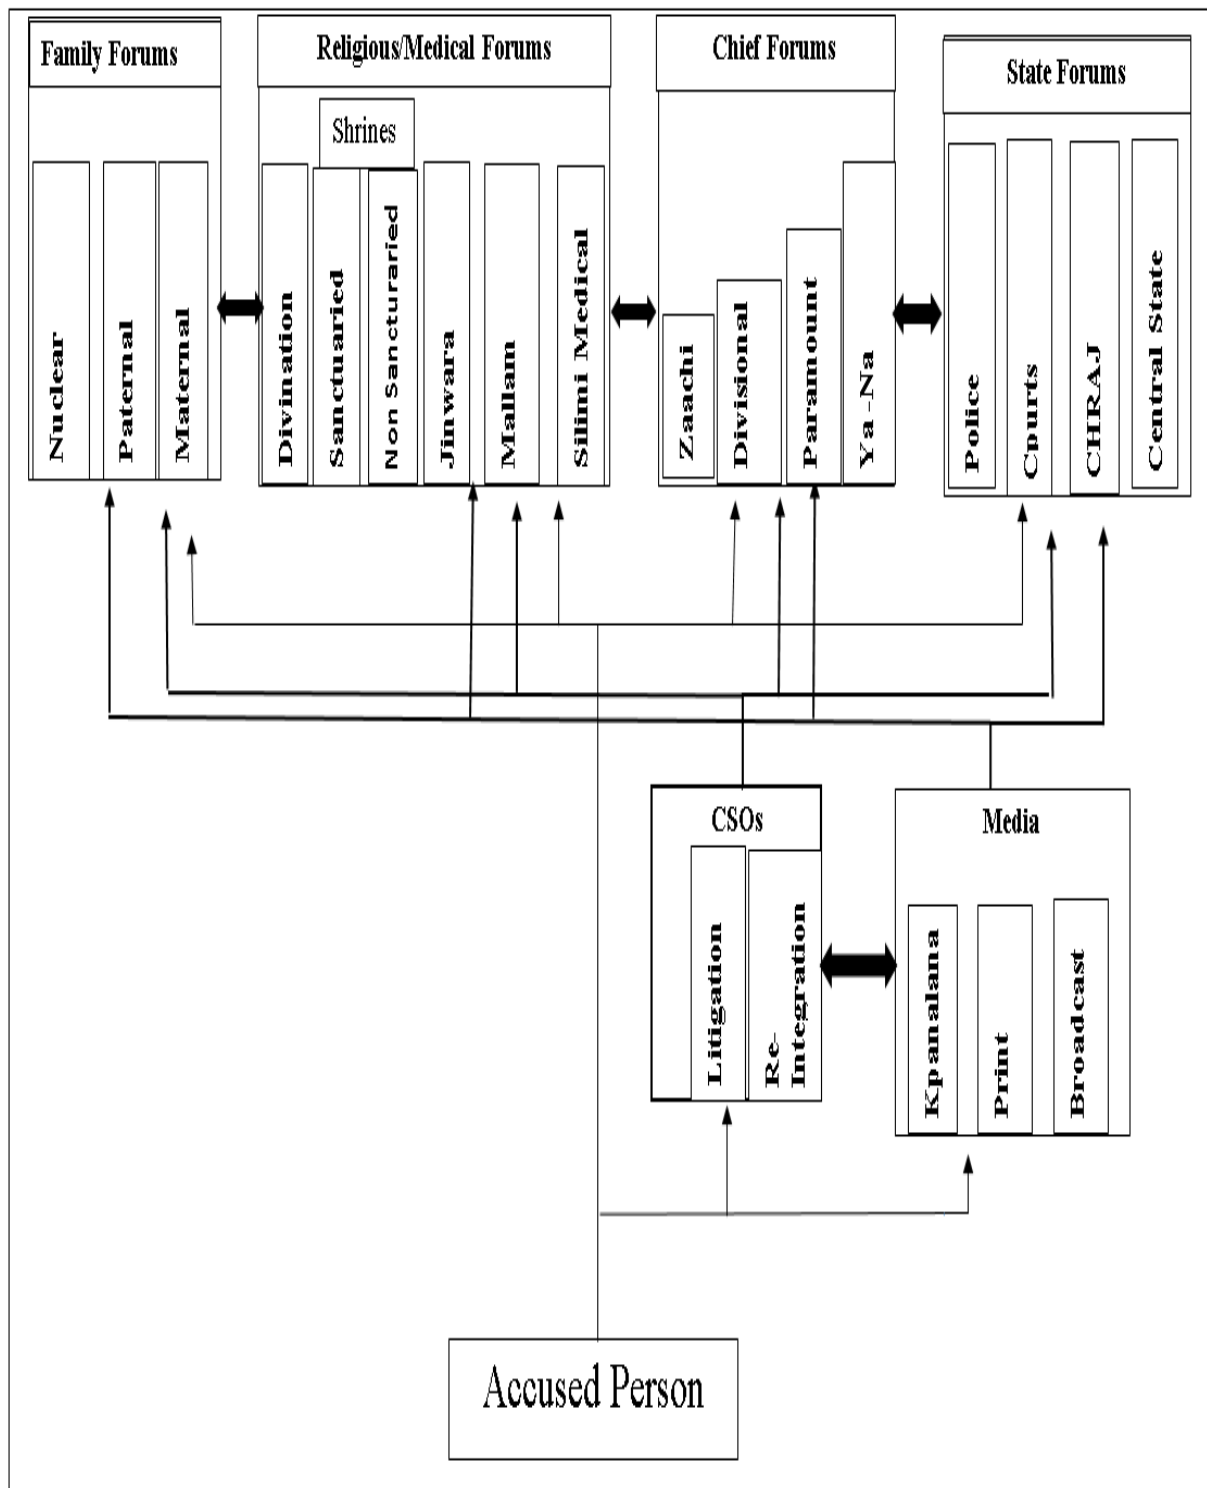 Family Forums
Nuclear
Paternal
Maternal
Religious/Medical Forums
Shrines
Divination
Sanctuaried
Non Sancturaried
Jinwara
Mallam
Silimi Medical
Chief Forums
Zaachi
Divisional
Paramount
Ya -Na
State Forums
Police
Cpurts
CHRAJ
Central State
CSOs
Litigation
Re-
Integration
Media
Kpanalana
Print
Broadcast
Accused Person